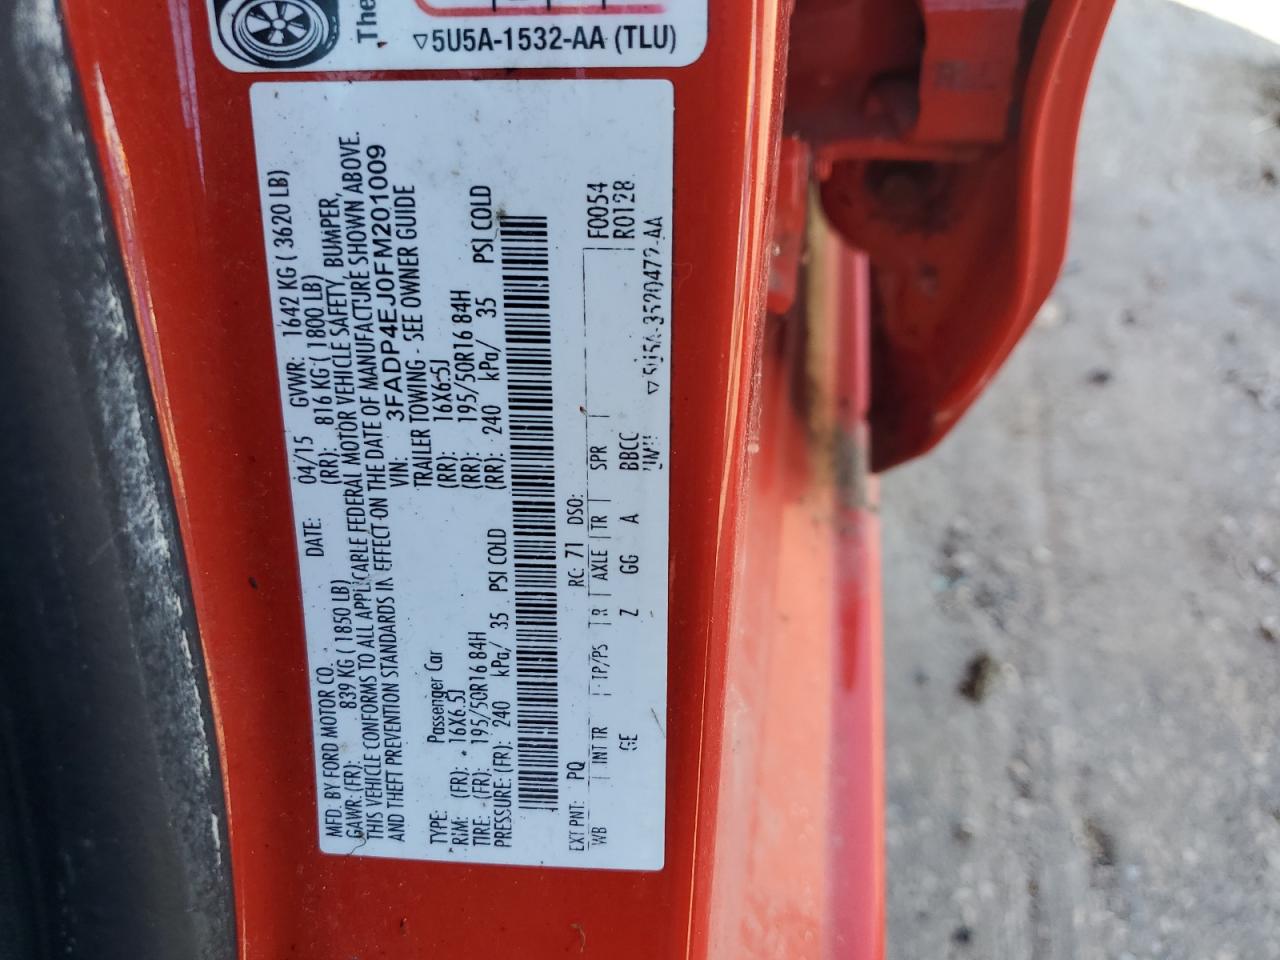 The
▽5U5A-1532-AA (TLU)
MFD. BY FORD MOTOR CO. DATE: 04/15 GVWR: 1642 KG ( 3620 LB)
GAWR: (FR): 839 KG ( 1850 LB) (RR): 816 KG ( 1800 LB)
THIS VEHICLE CONFORMS TO ALL APPLICABLE FEDERAL MOTOR VEHICLE SAFETY, BUMPER,
AND THEFT PREVENTION STANDARDS IN EFFECT ON THE DATE OF MANUFACTURE SHOWN ABOVE.
VIN: 3FADP4EJ0FM201009
TYPE: Passenger Car TRAILER TOWING - SEE OWNER GUIDE
RIM: (FR): 16X6.5J (RR): 16X6.5J
TIRE: (FR): 195/50R16 84H (RR): 195/50R16 84H
PRESSURE: (FR): 240 kPa/ 35 PSI COLD (RR): 240 kPa/ 35 PSI COLD
EXT PNT: PQ RC: 71 DSO: F0054
WB INT TR TP/PS R AXLE TR SPR R0128
GE Z GG A BBCC
▽5U5A-3520472-AA